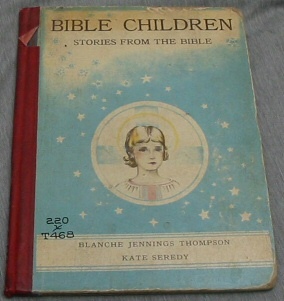 BIBLE CHILDREN
STORIES FROM THE BIBLE
220
x
T468
BLANCHE JENNINGS THOMPSON
KATE SEREDY